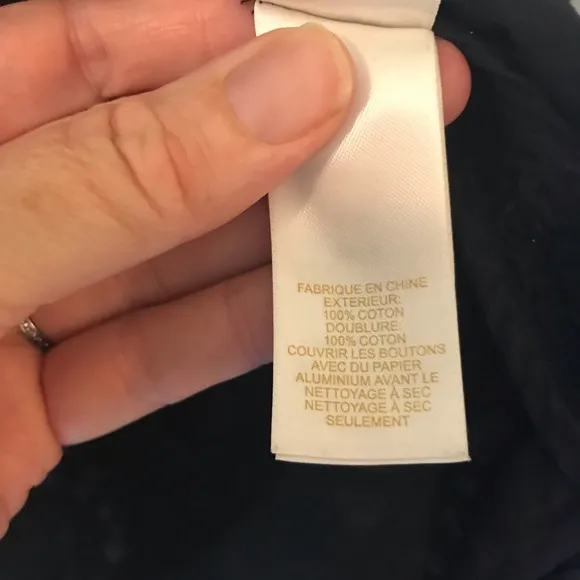 FABRIQUE EN CHINE
EXTERIEUR:
100% COTON
DOUBLURE:
100% COTON
COUVRIR LES BOUTONS
AVEC DU PAPIER
ALUMINIUM AVANT LE
NETTOYAGE À SEC
NETTOYAGE À SEC
SEULEMENT